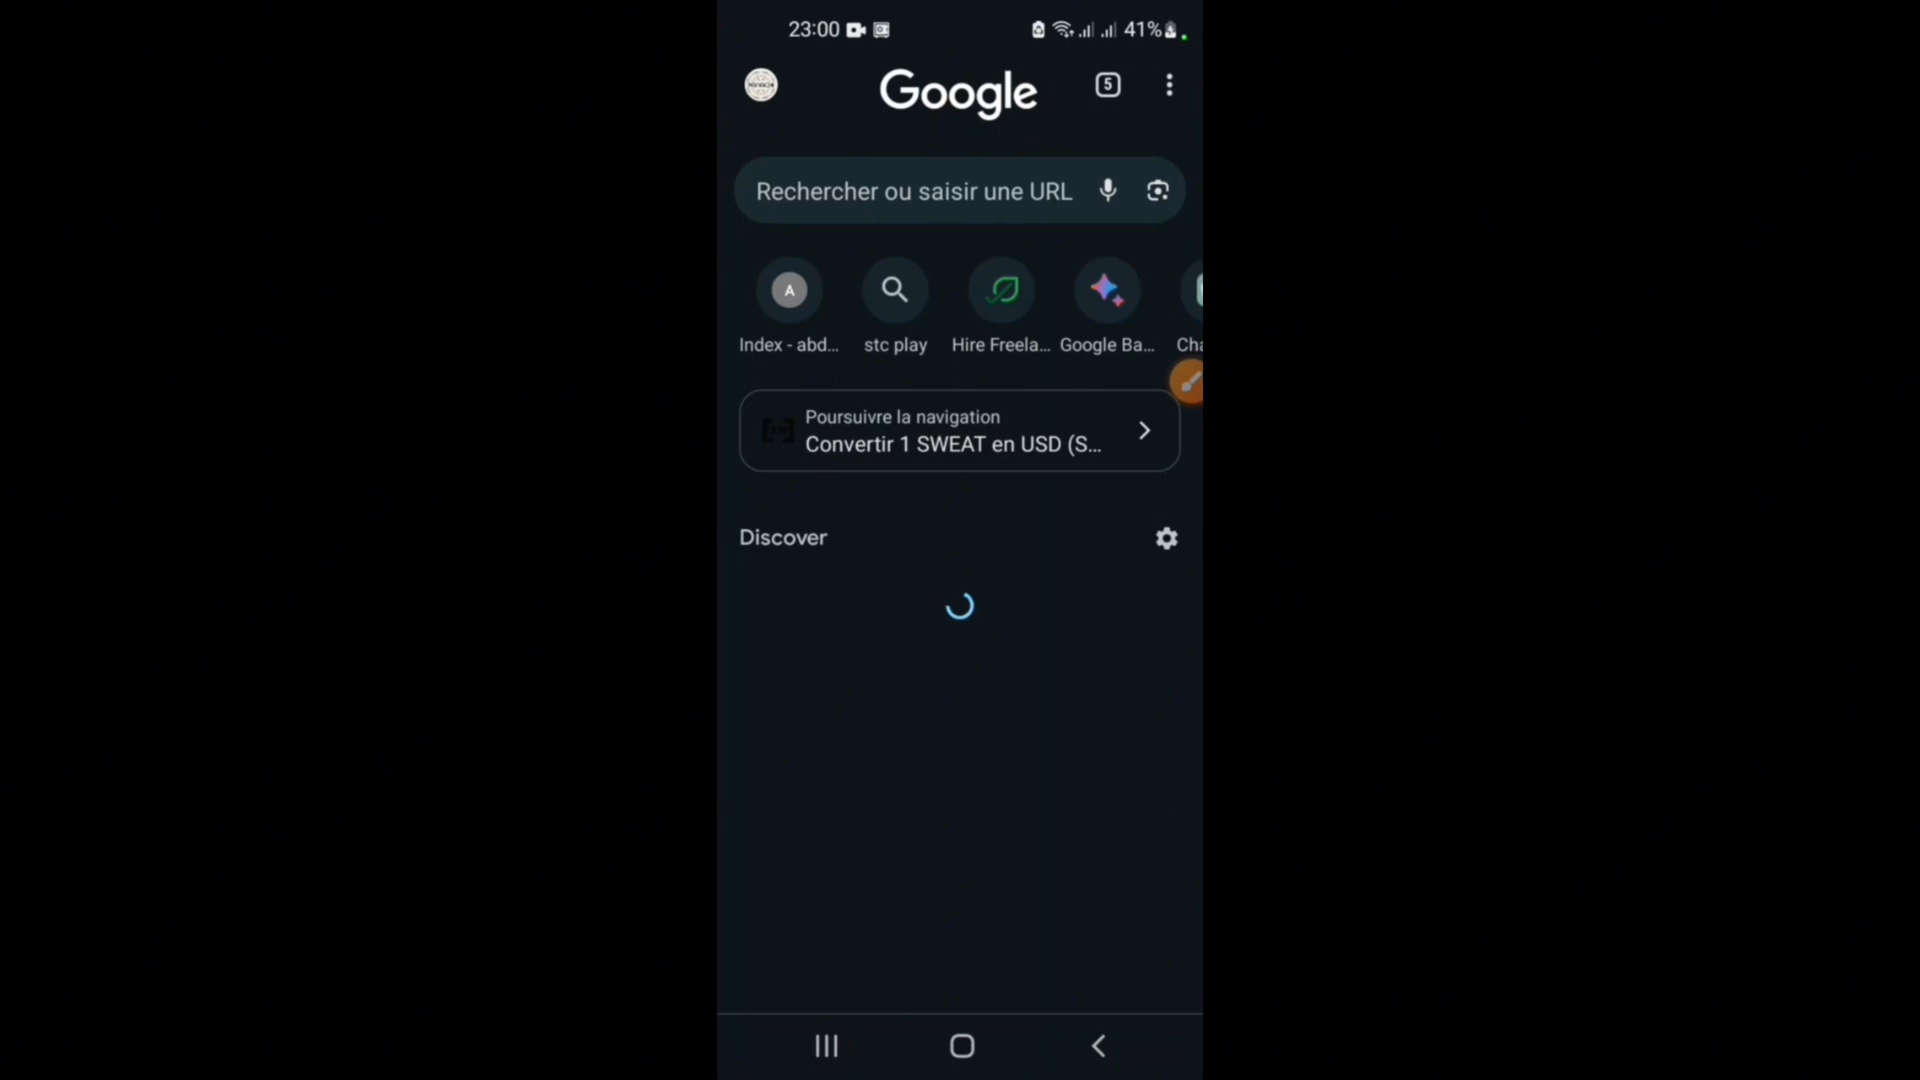 23:00
41%
Google
5
Rechercher ou saisir une URL
A
Index - abd...
stc play
Hire Freela...
Google Ba...
Cha
Poursuivre la navigation
Convertir 1 SWEAT en USD (S...
Discover